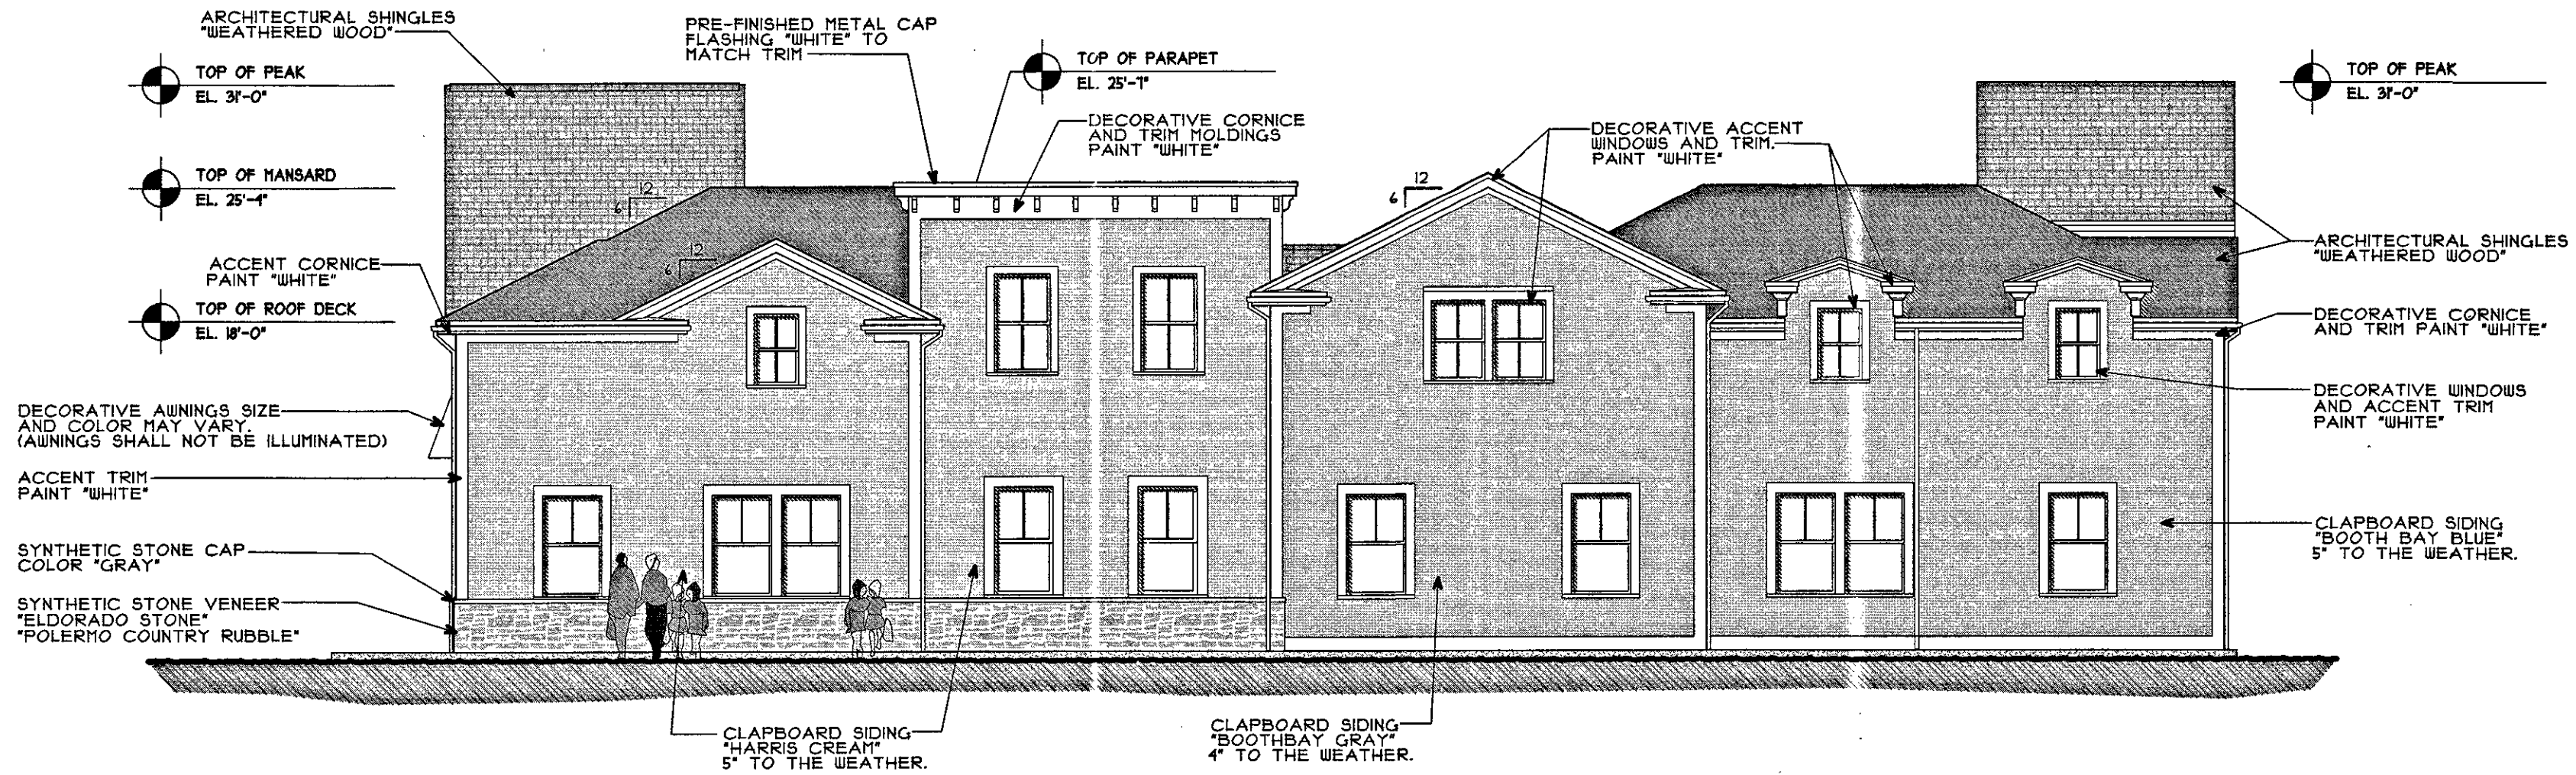 ARCHITECTURAL SHINGLES
"WEATHERED WOOD"
TOP OF PEAK
EL. 31'-0"
TOP OF MANSARD
EL. 25'-4"
ACCENT CORNICE
PAINT "WHITE"
TOP OF ROOF DECK
EL. 18'-0"
DECORATIVE AWNINGS SIZE
AND COLOR MAY VARY.
(AWNINGS SHALL NOT BE ILLUMINATED)
ACCENT TRIM
PAINT "WHITE"
SYNTHETIC STONE CAP
COLOR "GRAY"
SYNTHETIC STONE VENEER
"ELDORADO STONE"
"POLERMO COUNTRY RUBBLE"
PRE-FINISHED METAL CAP
FLASHING "WHITE" TO
MATCH TRIM
TOP OF PARAPET
EL. 25'-7"
DECORATIVE CORNICE
AND TRIM MOLDINGS
PAINT "WHITE"
12
6
12
6
12
6
DECORATIVE ACCENT
WINDOWS AND TRIM.
PAINT "WHITE"
TOP OF PEAK
EL. 31'-0"
ARCHITECTURAL SHINGLES
"WEATHERED WOOD"
DECORATIVE CORNICE
AND TRIM PAINT "WHITE"
DECORATIVE WINDOWS
AND ACCENT TRIM
PAINT "WHITE"
CLAPBOARD SIDING
"BOOTH BAY BLUE"
5" TO THE WEATHER.
CLAPBOARD SIDING
"HARRIS CREAM"
5" TO THE WEATHER.
CLAPBOARD SIDING
"BOOTHBAY GRAY"
4" TO THE WEATHER.